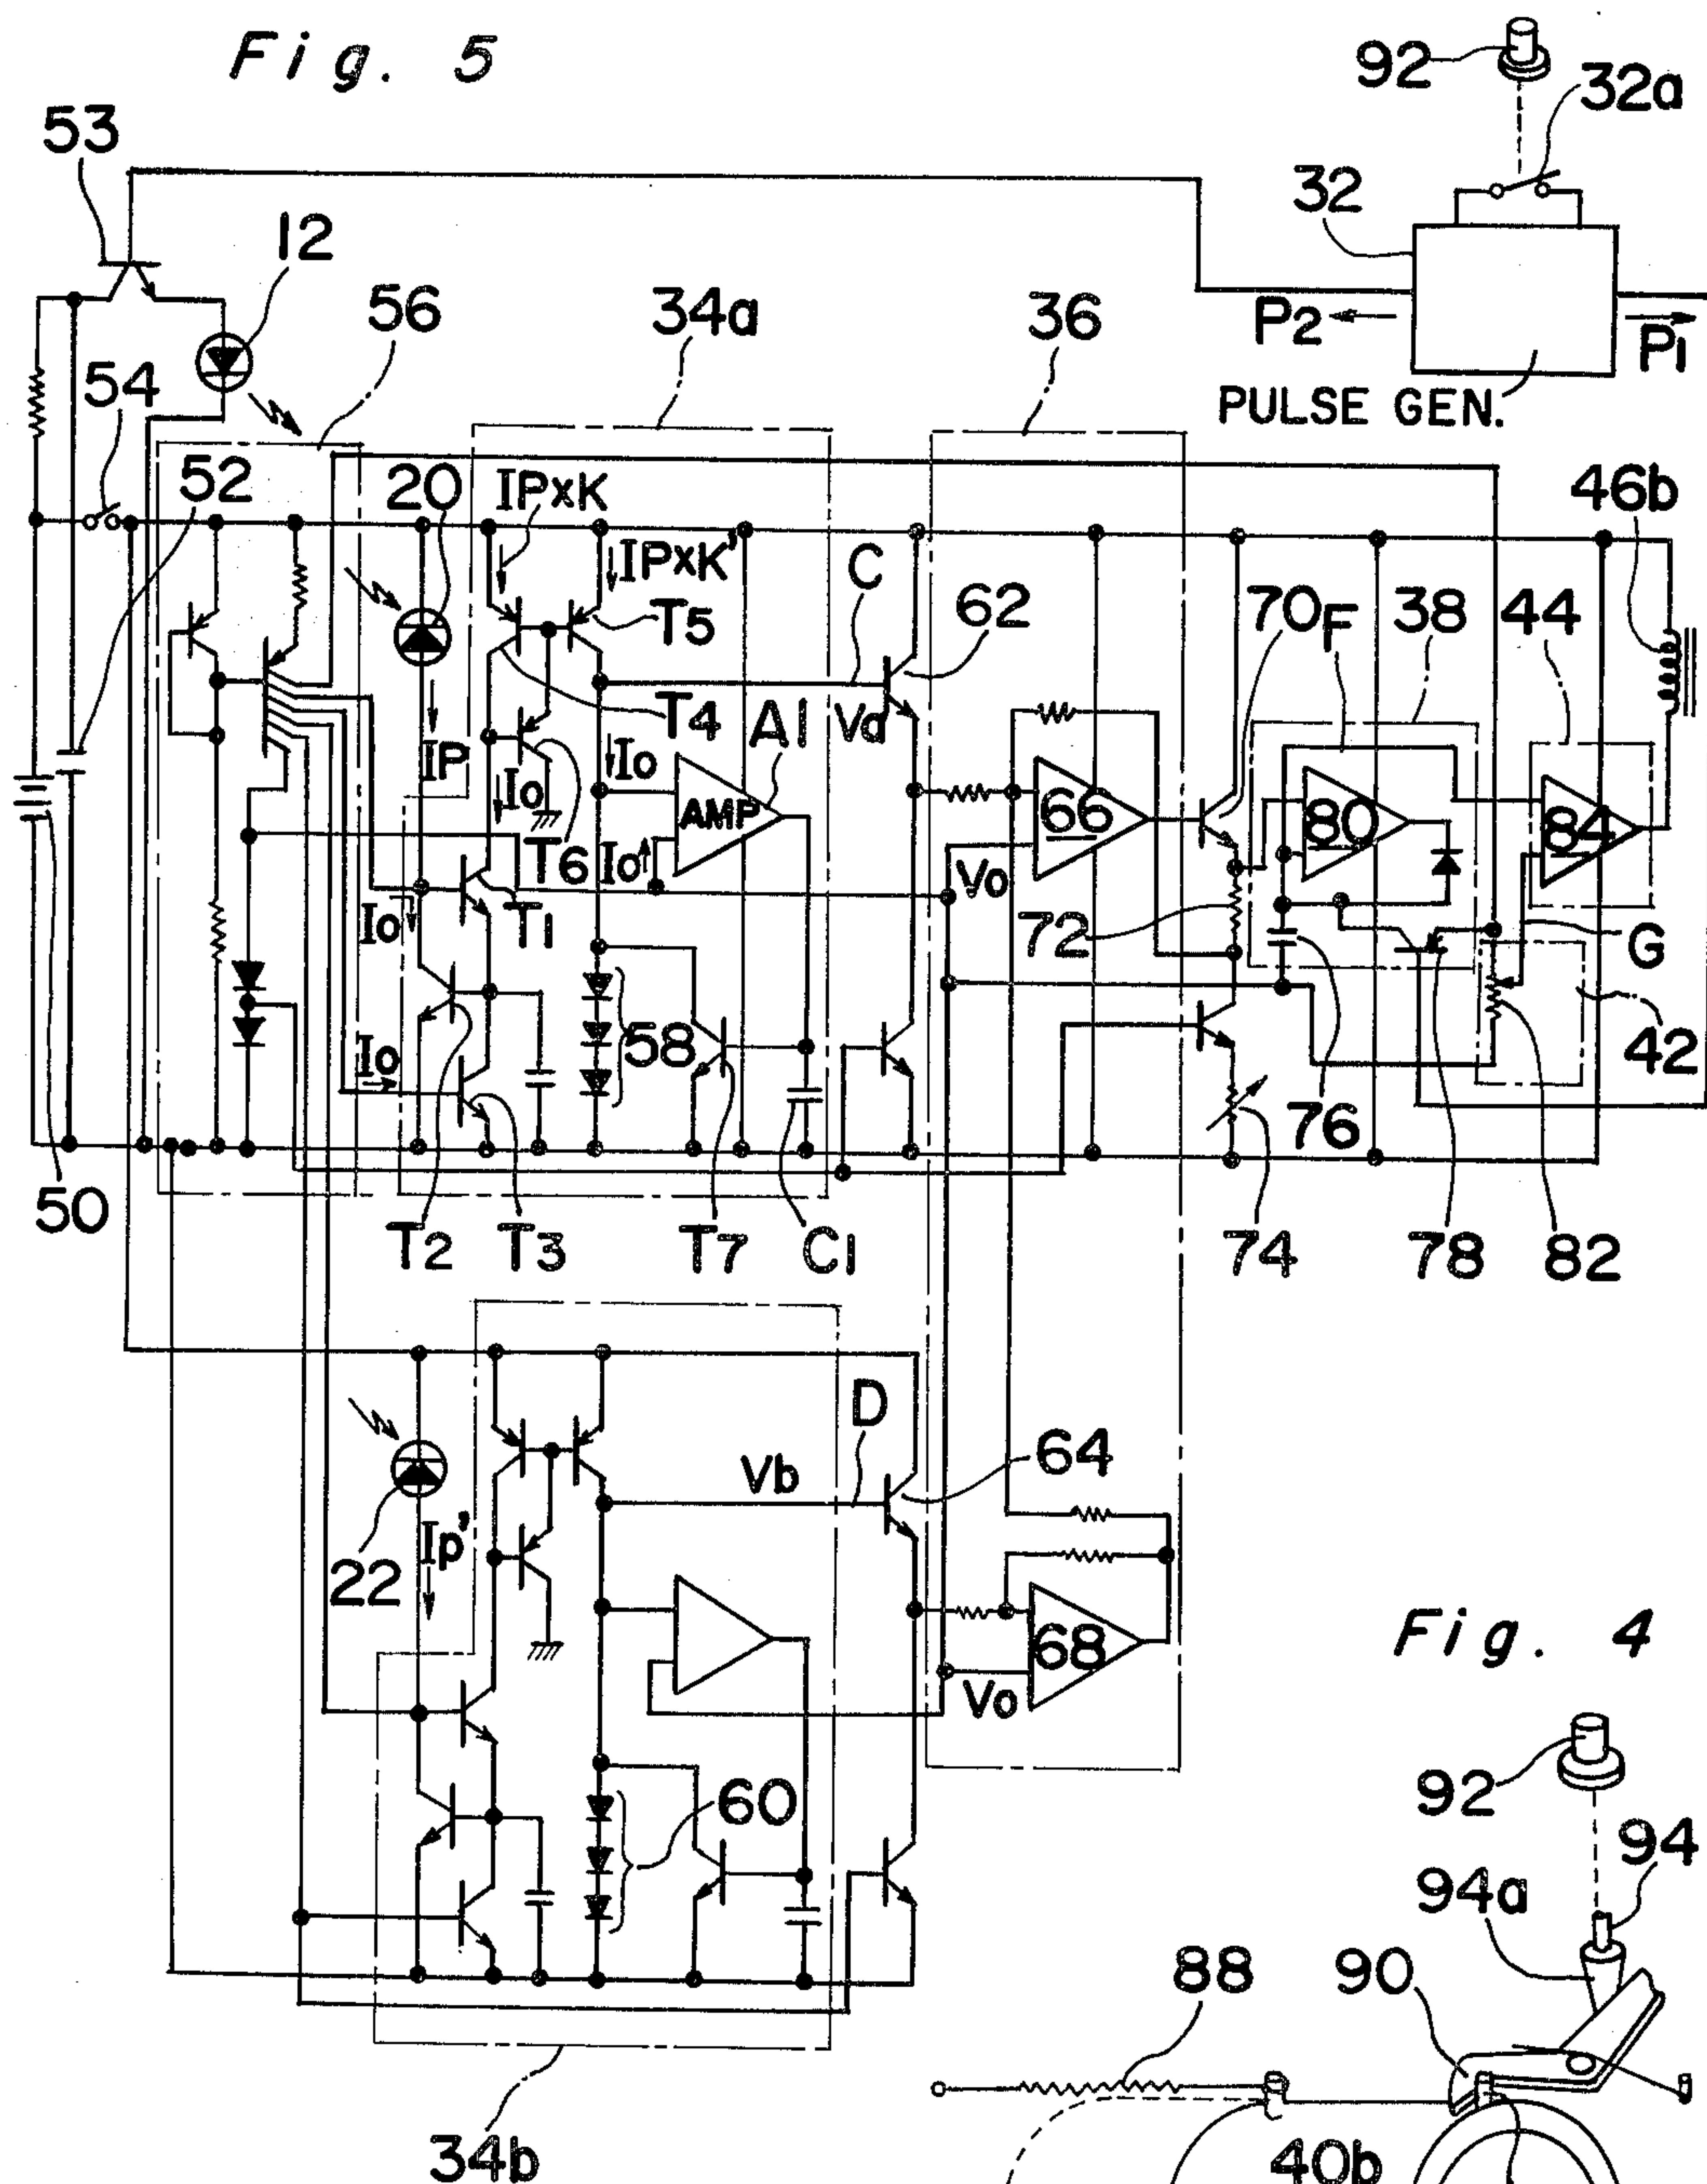 Fig. 5
92
32a
53
32
12
56
34a
36
P2
P1
PULSE GEN.
54
52
20
IPxK
46b
IPxK'
C
62
70
F
38
44
T5
T4
A1
Va
IP
Io
Io
AMP
66
80
84
T6
Io
Vo
T1
Io
72
G
58
Io
42
76
50
T2
T3
T7
C1
74
78
82
D
Vb
64
Ip'
22
68
Vo
Fig. 4
92
60
94
94a
88
90
34b
40b